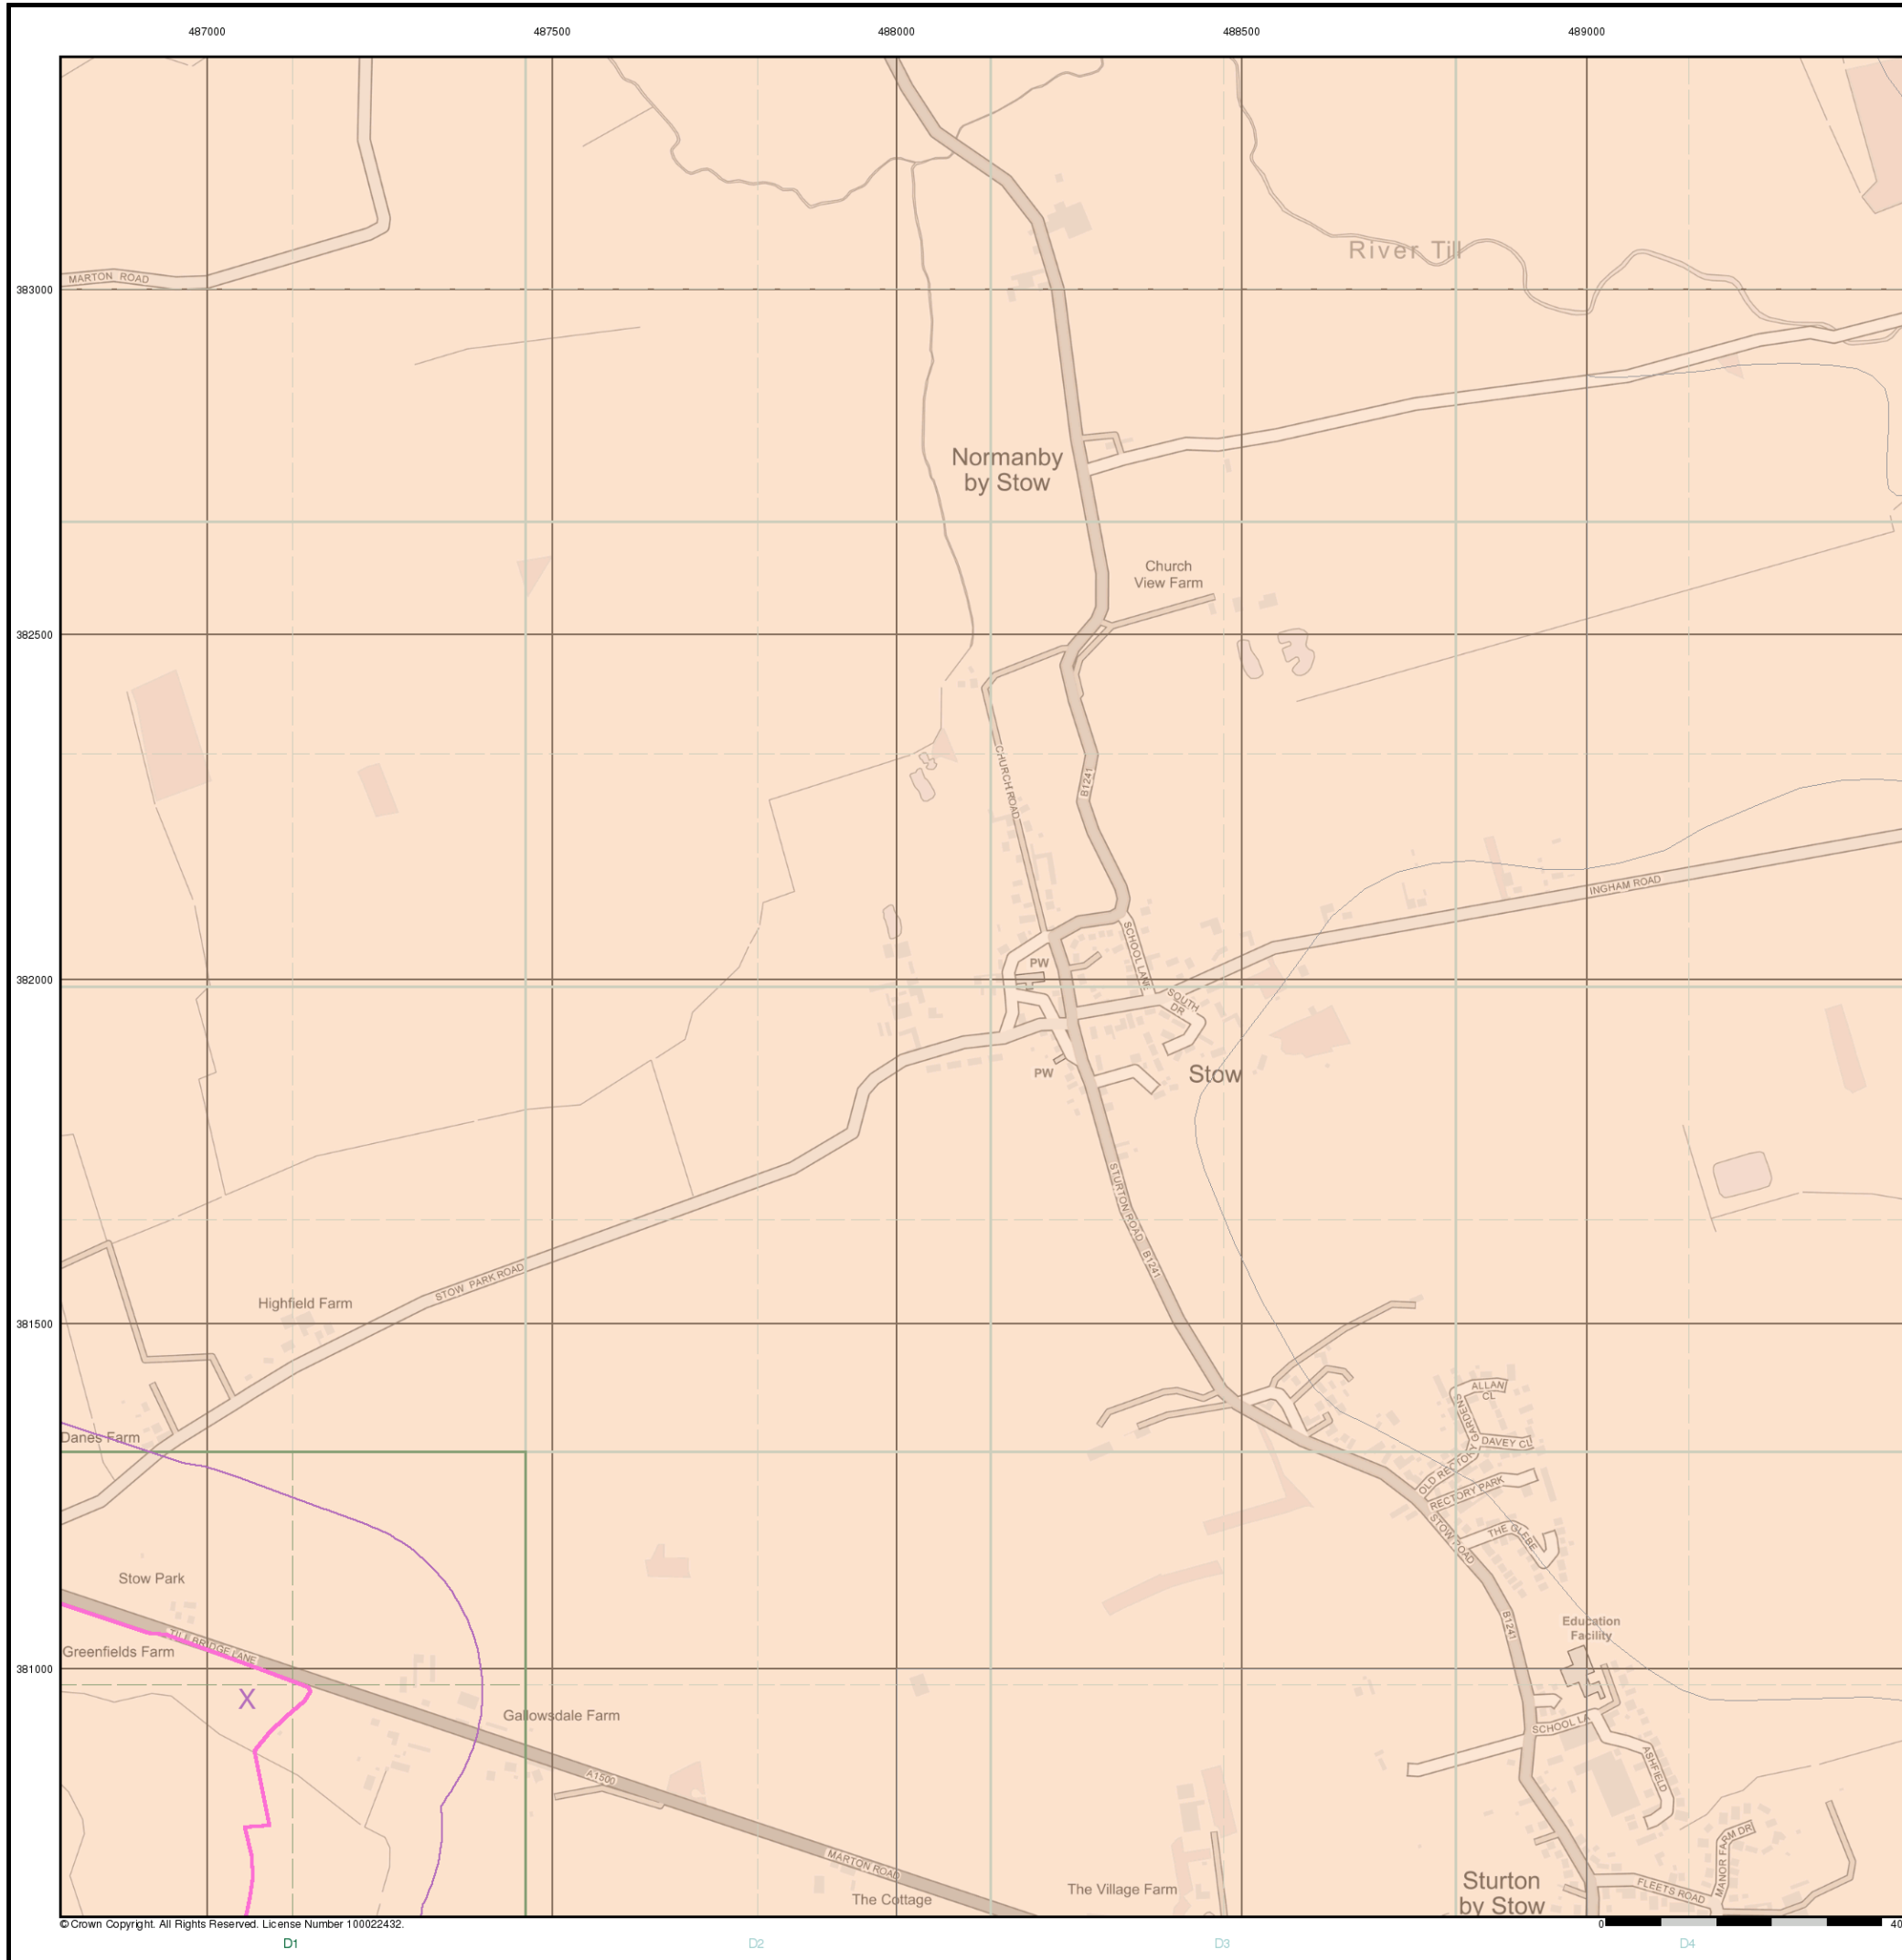 487000 487500 488000 488500 489000
River Till
MARTON ROAD
383000
Normanby
by Stow
Church
View Farm
382500
CHURCH ROAD
B1241
INGHAM ROAD
SCHOOL LANE
PW
382000
SOUTH
DR
PW
Stow
STURTON ROAD
B1241
STOW PARK ROAD
Highfield Farm
381500
ALLAN
CL
GARDENS
Danes Farm
DAVEY CL
OLD RECTORY
RECTORY PARK
STOW ROAD
THE GLEBE
Stow Park
B1241
Education
Facility
TILLBRIDGE LANE
Greenfields Farm
381000
X
Gallowsdale Farm
SCHOOL LA
ASHFIELD
A1500
MARTON ROAD
MANOR FARM DR
The Cottage
The Village Farm
Sturton
by Stow
FLEETS ROAD
© Crown Copyright. All Rights Reserved. License Number 100022432.
0 40
D1 D2 D3 D4